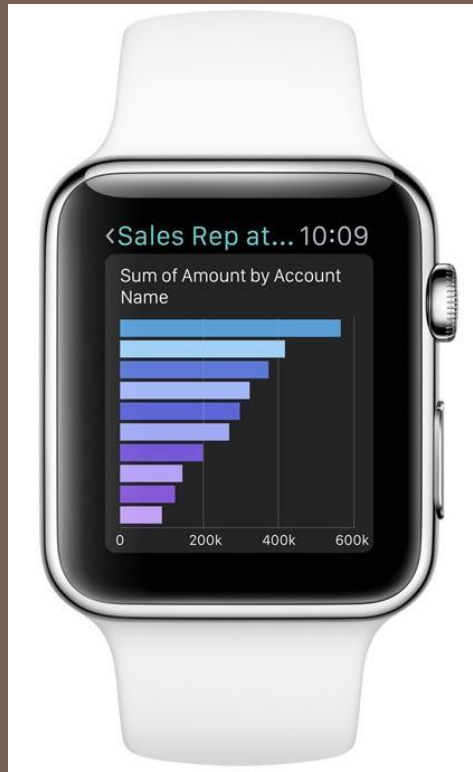 <Sales Rep at... 10:09
Sum of Amount by Account
Name
0 200k 400k 600k